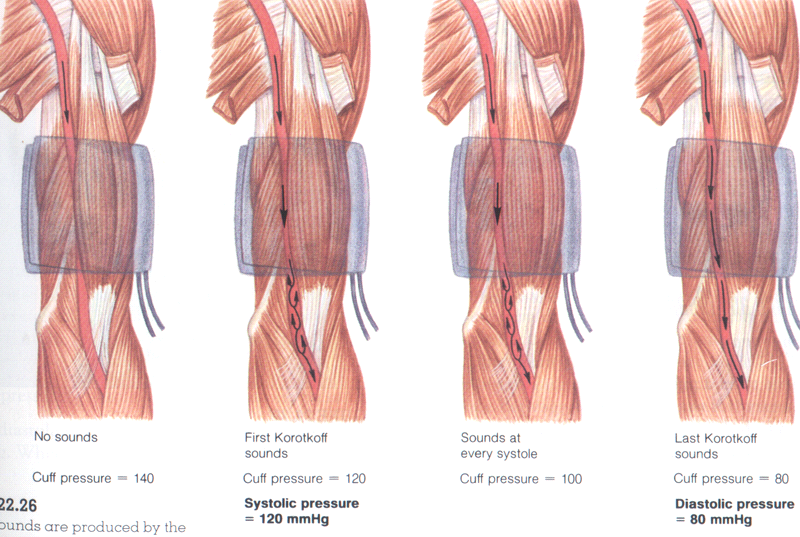 No sounds
Cuff pressure = 140
First Korotkoff
sounds
Cuff pressure = 120
Systolic pressure
= 120 mmHg
Sounds at
every systole
Cuff pressure = 100
Last Korotkoff
sounds
Cuff pressure = 80
Diastolic pressure
= 80 mmHg
22.26
ounds are produced by the